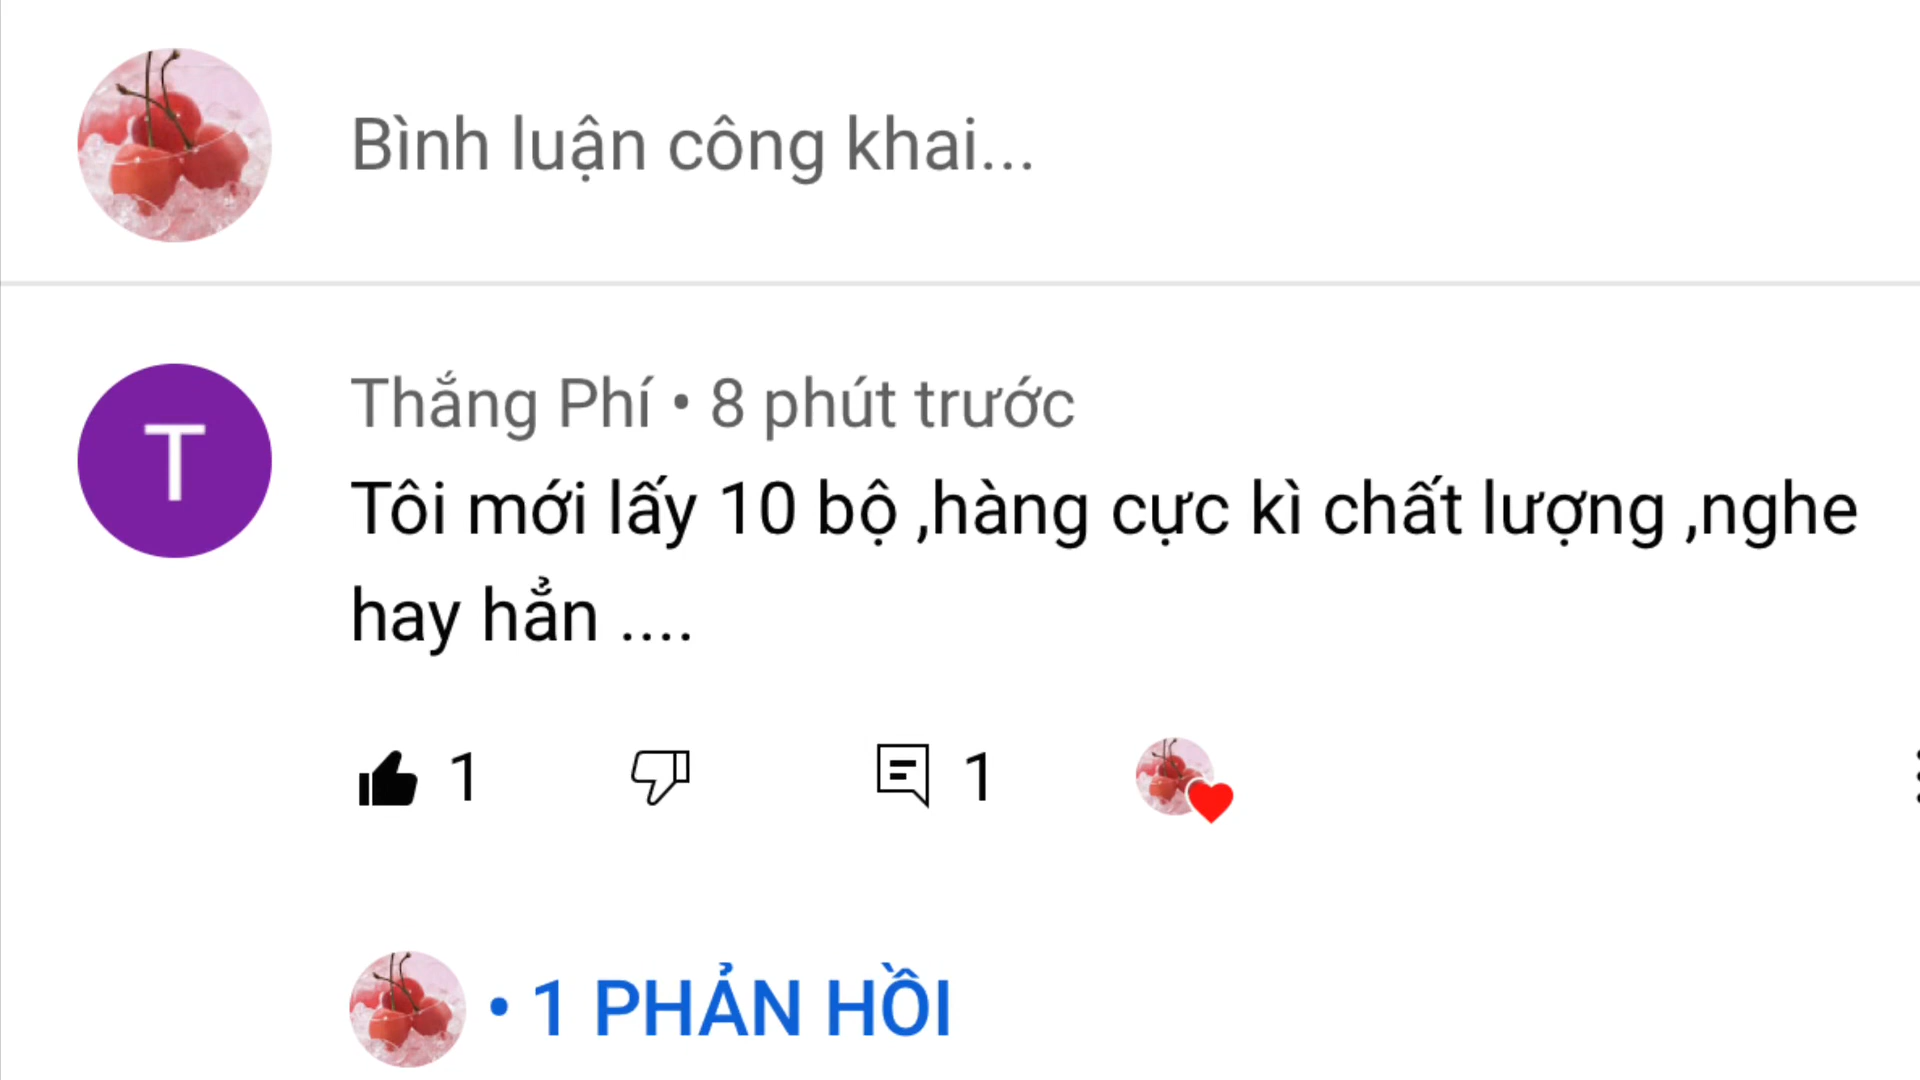 Bình luận công khai...
T
Thắng Phí • 8 phút trước
Tôi mới lấy 10 bộ ,hàng cực kì chất lượng ,nghe
hay hẳn ....
1 1
• 1 PHẢN HỒI